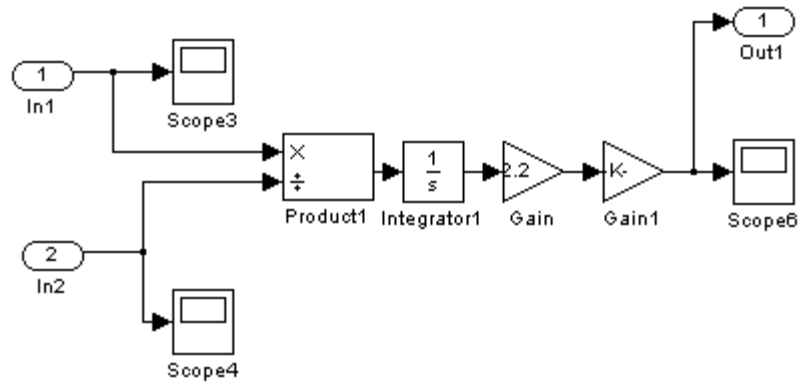 1
In1
Scope3
1
Out1
×
÷
Product1
1
s
Integrator1
2.2
Gain
-K-
Gain1
Scope6
2
In2
Scope4